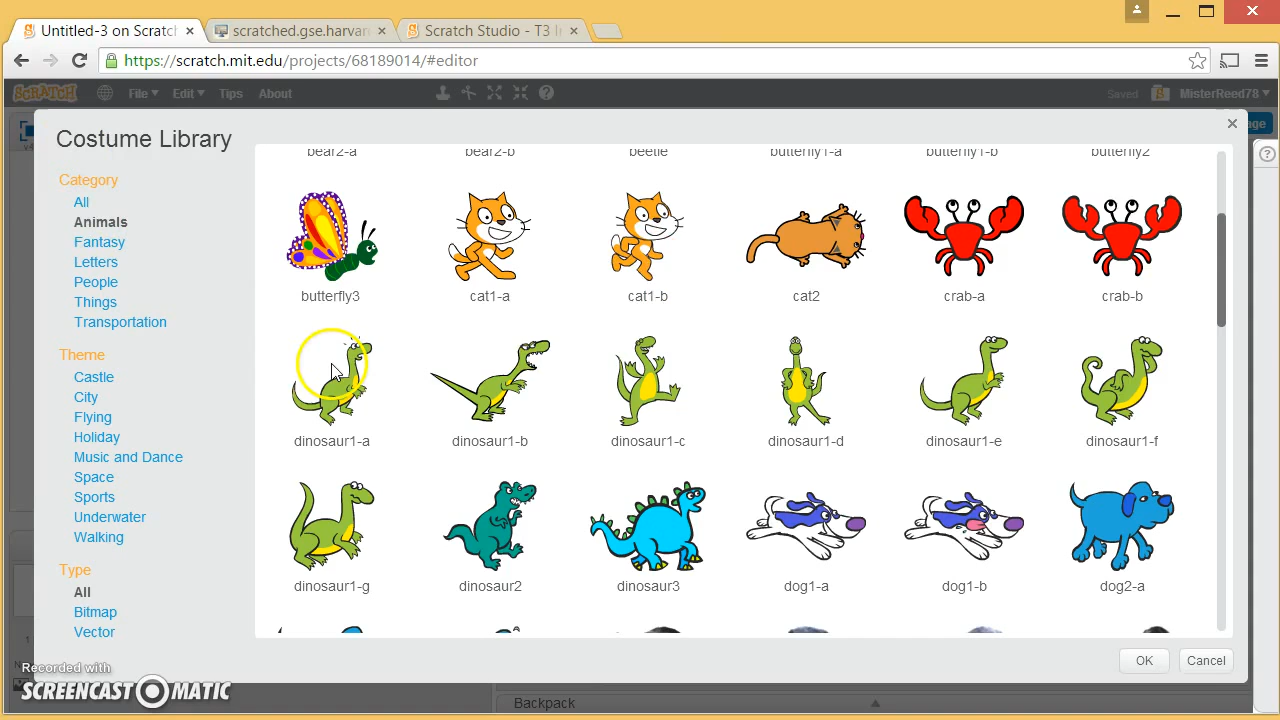 Untitled-3 on Scratch
scratched.gse.harvar
Scratch Studio - T3 I
https://scratch.mit.edu/projects/68189014/#editor
SCRATCH
File
Edit
Tips
About
Saved
MisterReed78
Costume Library
Category
All
Animals
Fantasy
Letters
People
Things
Transportation
Theme
Castle
City
Flying
Holiday
Music and Dance
Space
Sports
Underwater
Walking
Type
All
Bitmap
Vector
bear2-a bear2-b beetle butterfly1-a butterfly1-b butterfly2
butterfly3 cat1-a cat1-b cat2 crab-a crab-b
dinosaur1-a dinosaur1-b dinosaur1-c dinosaur1-d dinosaur1-e dinosaur1-f
dinosaur1-g dinosaur2 dinosaur3 dog1-a dog1-b dog2-a
OK
Cancel
Backpack
Recorded with
SCREENCAST-O-MATIC